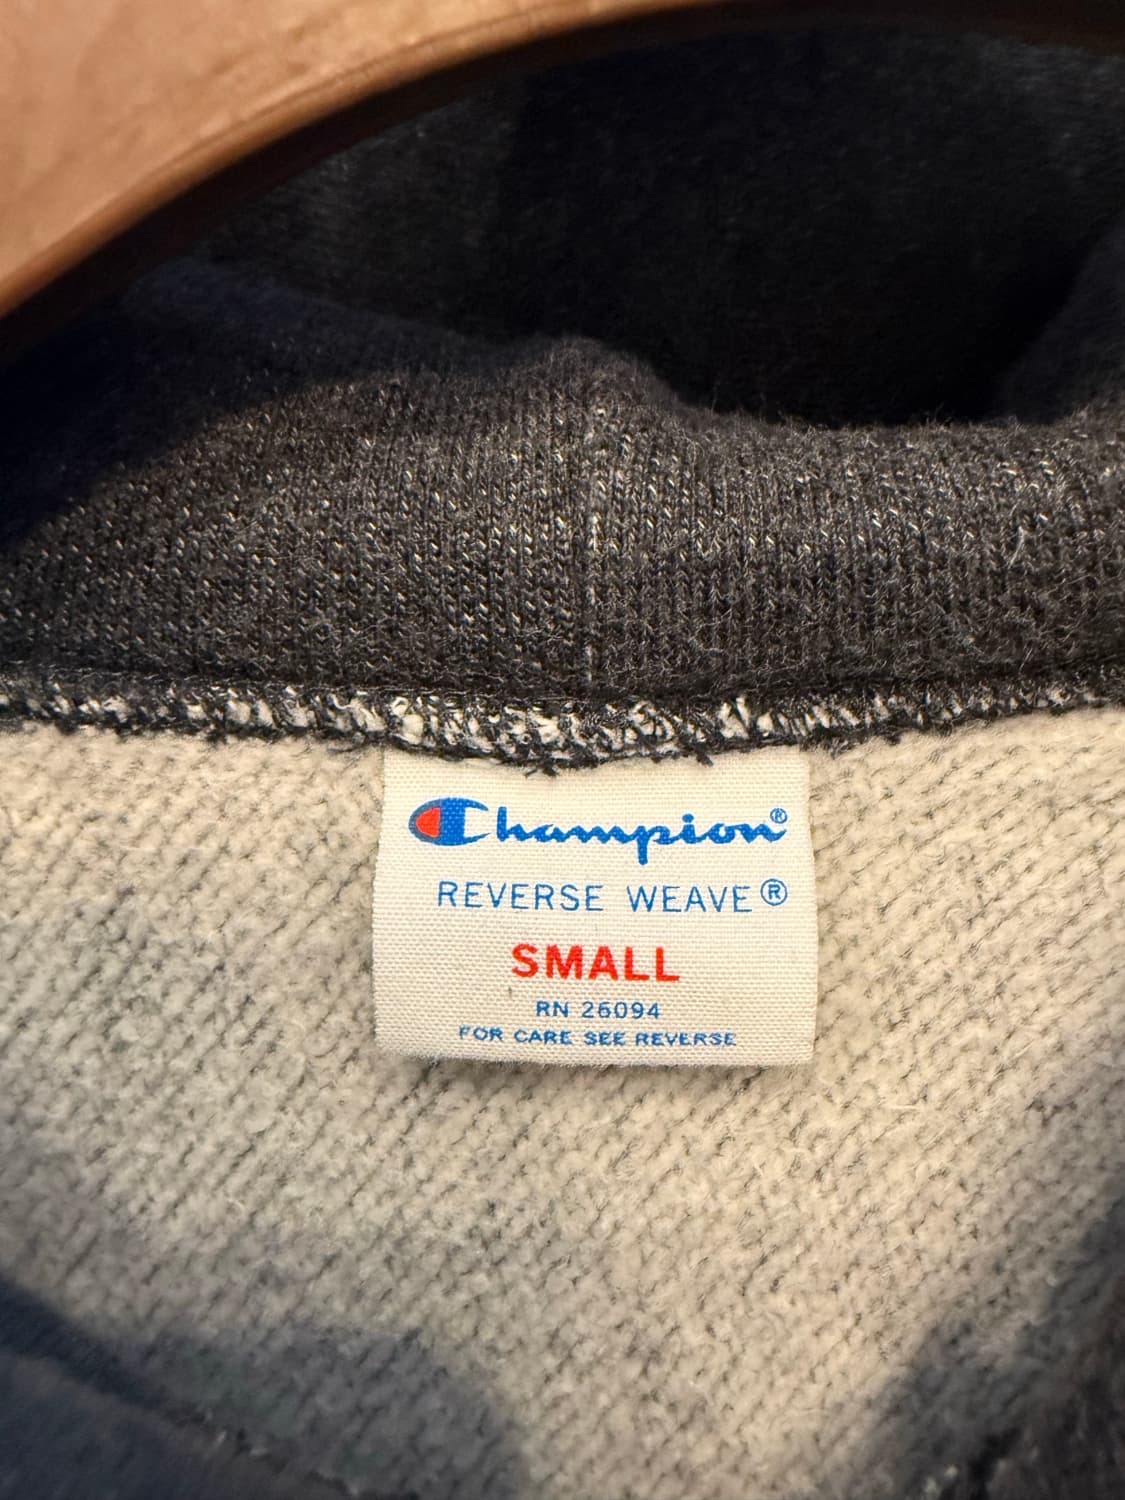 Champion®
REVERSE WEAVE®
SMALL
RN 26094
FOR CARE SEE REVERSE